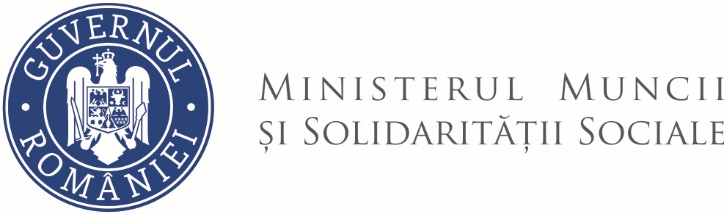 GUVERNUL
ROMÂNIEI
MINISTERUL MUNCII
ȘI SOLIDARITĂȚII SOCIALE